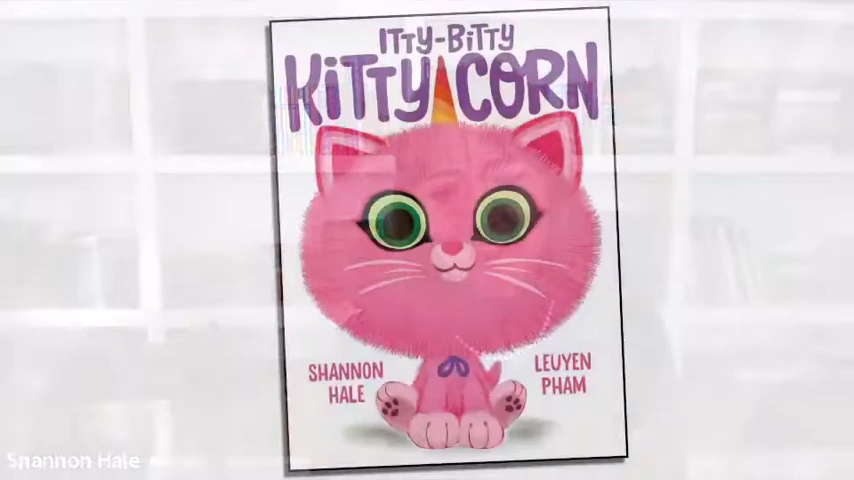 ITTY-BITTY
KITTY CORN
SHANNON
HALE
LEUYEN
PHAM
Shannon Hale